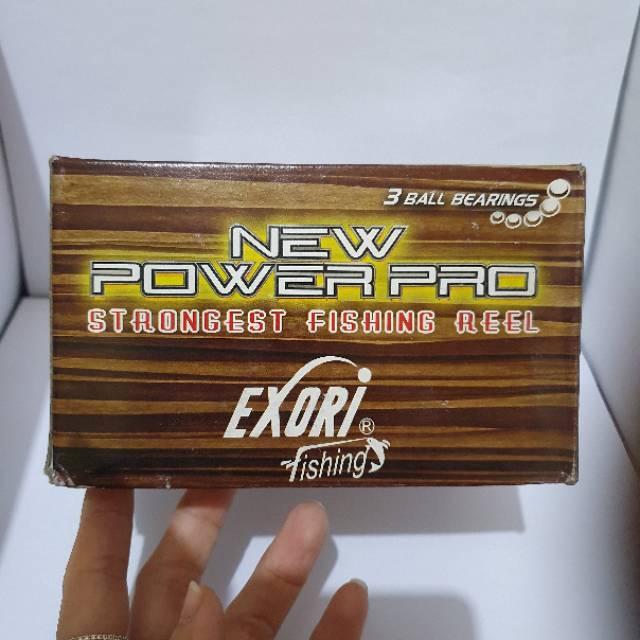 3 BALL BEARINGS
NEW
POWER PRO
STRONGEST FISHING REEL
EXORI ®
fishing